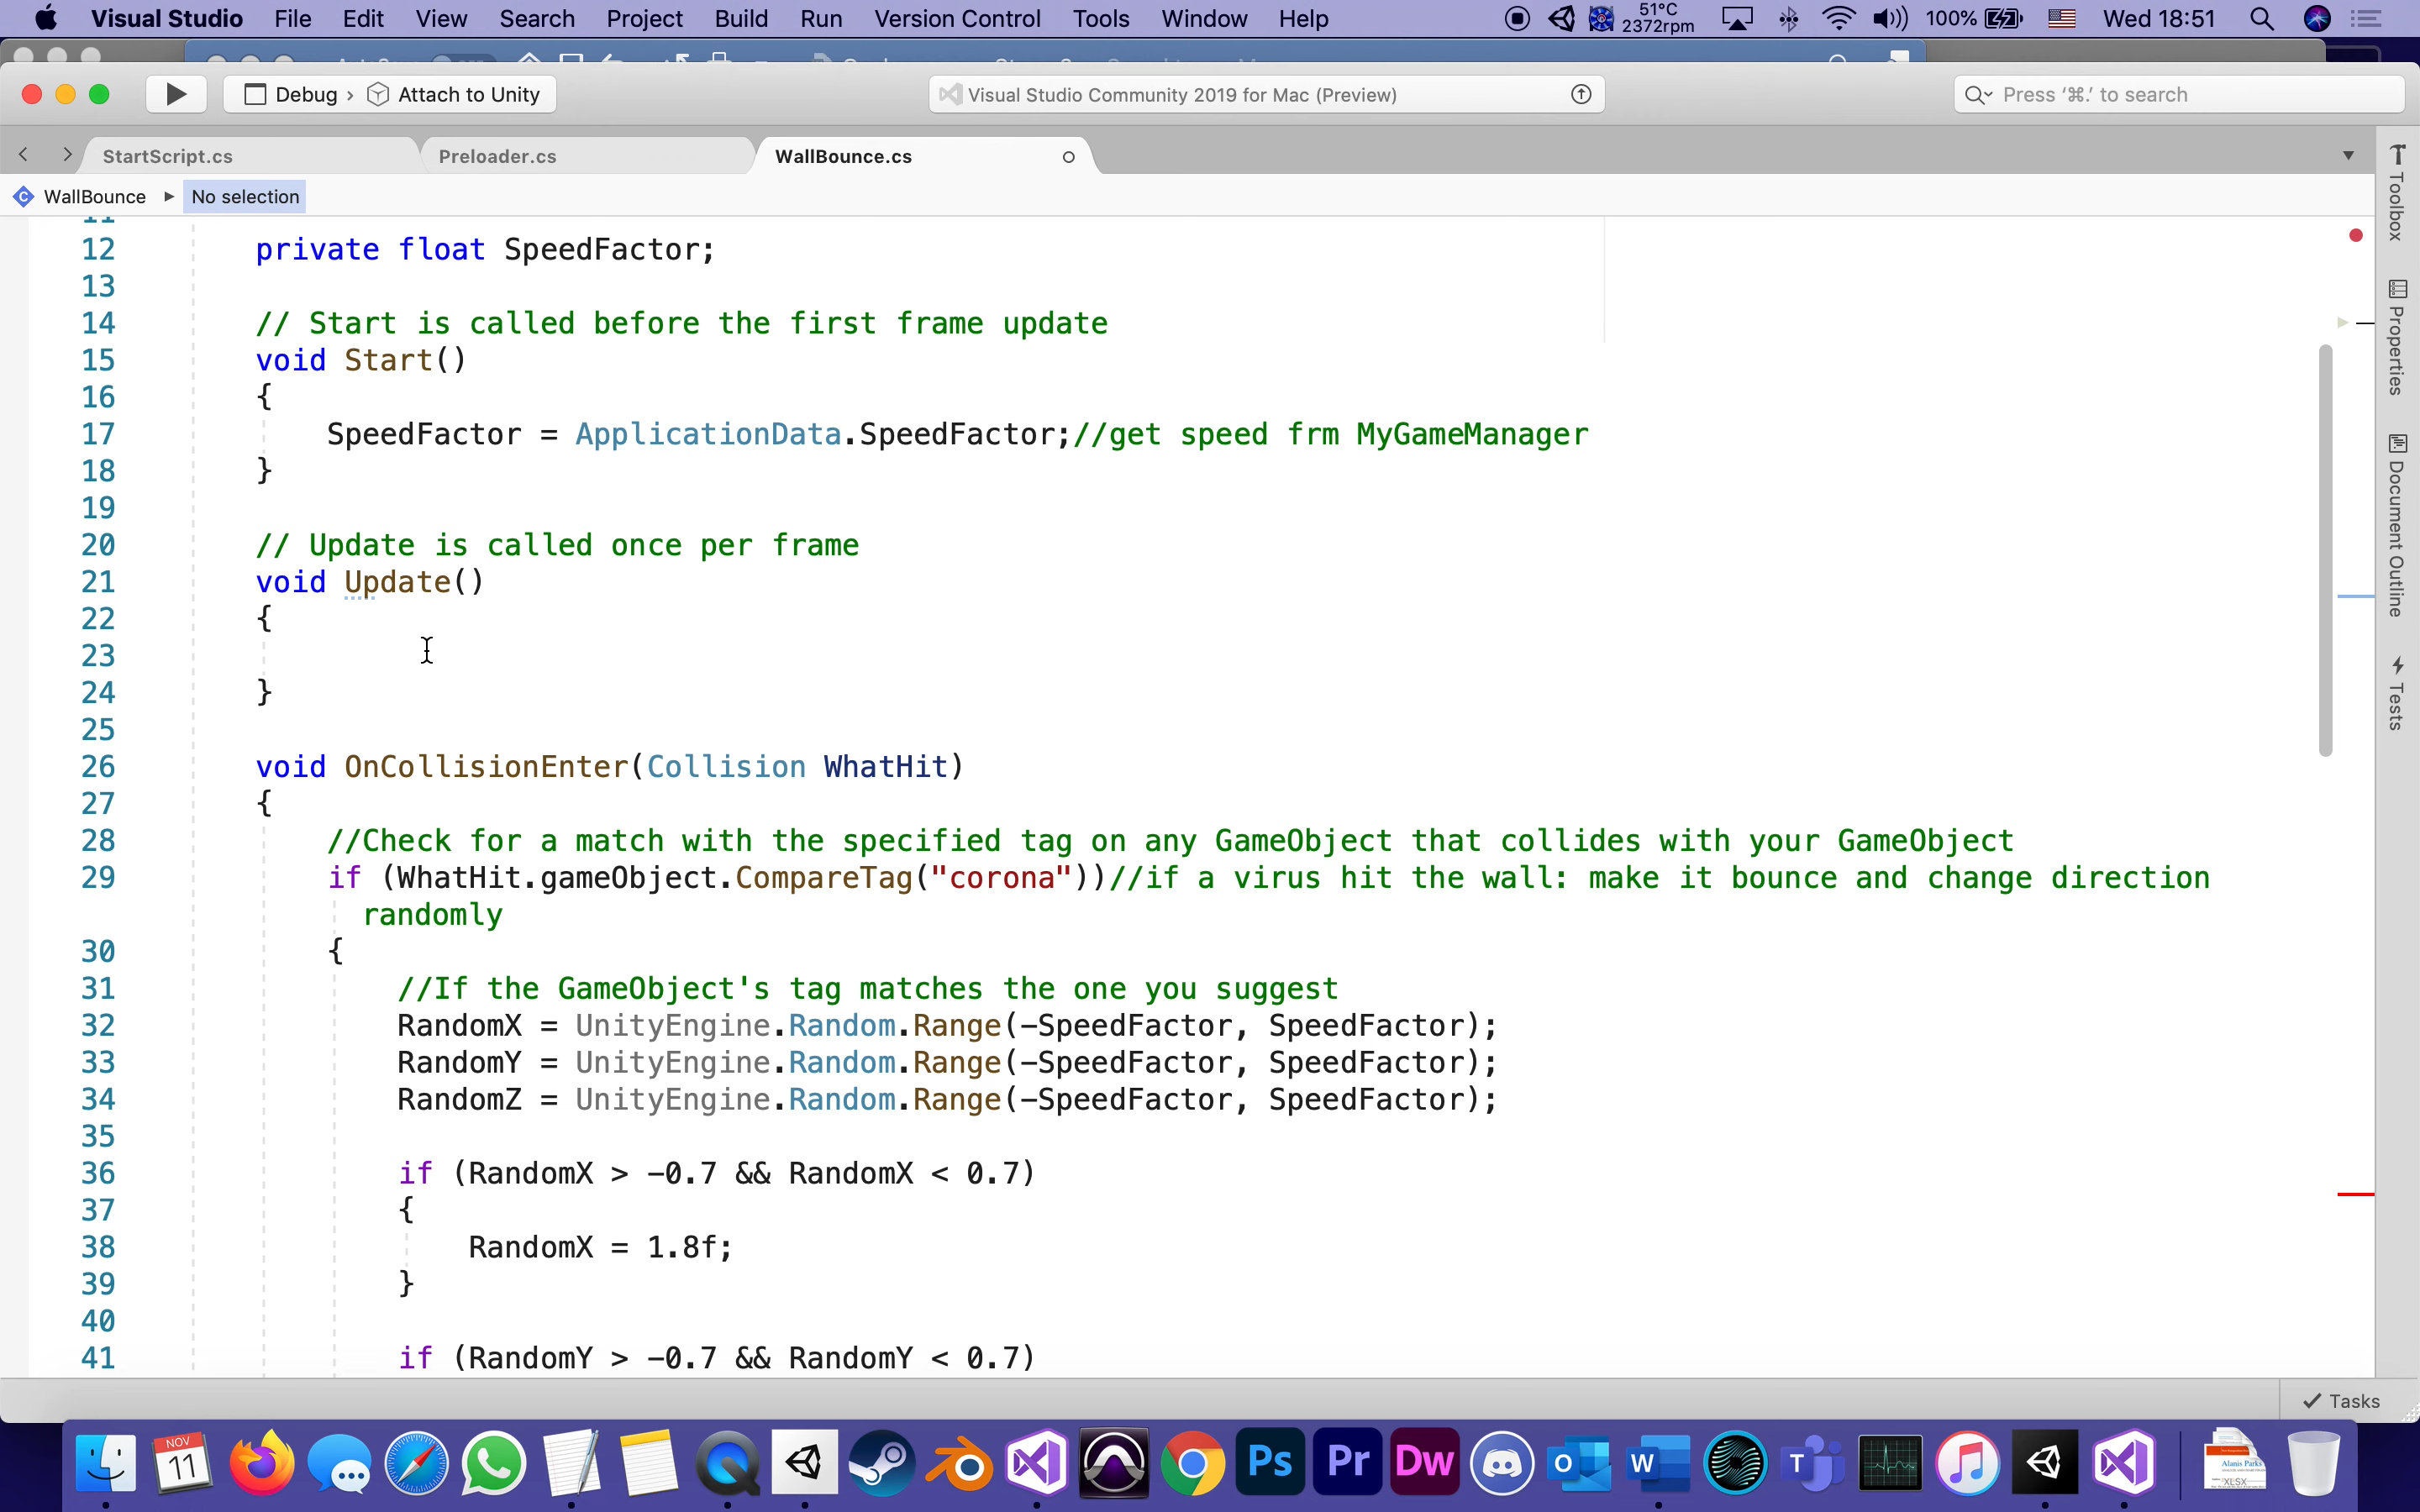 Visual Studio File Edit View Search Project Build Run Version Control Tools Window Help 51°C 2372rpm 100% Wed 18:51
Debug › Attach to Unity Visual Studio Community 2019 for Mac (Preview) Press ‘⌘.’ to search
StartScript.cs Preloader.cs WallBounce.cs
WallBounce No selection
11
12 private float SpeedFactor;
13
14 // Start is called before the first frame update
15 void Start()
16 {
17 SpeedFactor = ApplicationData.SpeedFactor;//get speed frm MyGameManager
18 }
19
20 // Update is called once per frame
21 void Update()
22 {
23
24 }
25
26 void OnCollisionEnter(Collision WhatHit)
27 {
28 //Check for a match with the specified tag on any GameObject that collides with your GameObject
29 if (WhatHit.gameObject.CompareTag("corona"))//if a virus hit the wall: make it bounce and change direction
randomly
30 {
31 //If the GameObject's tag matches the one you suggest
32 RandomX = UnityEngine.Random.Range(-SpeedFactor, SpeedFactor);
33 RandomY = UnityEngine.Random.Range(-SpeedFactor, SpeedFactor);
34 RandomZ = UnityEngine.Random.Range(-SpeedFactor, SpeedFactor);
35
36 if (RandomX > -0.7 && RandomX < 0.7)
37 {
38 RandomX = 1.8f;
39 }
40
41 if (RandomY > -0.7 && RandomY < 0.7)
Toolbox
Properties
Document Outline
Tests
Tasks
NOV
11
Ps Pr Dw O W T
Alanis Parks
XLSX